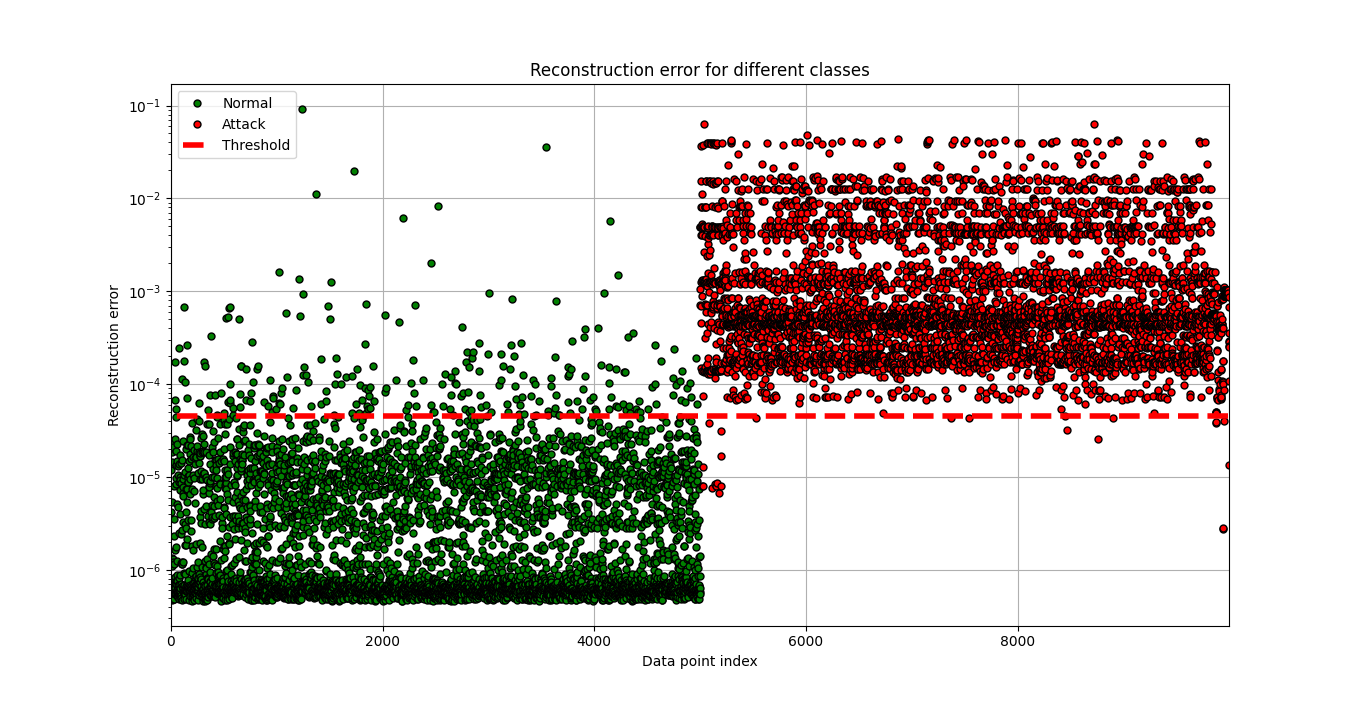 Reconstruction error for different classes
Normal
Attack
Threshold
Reconstruction error
10⁻¹
10⁻²
10⁻³
10⁻⁴
10⁻⁵
10⁻⁶
0
2000
4000
6000
8000
Data point index